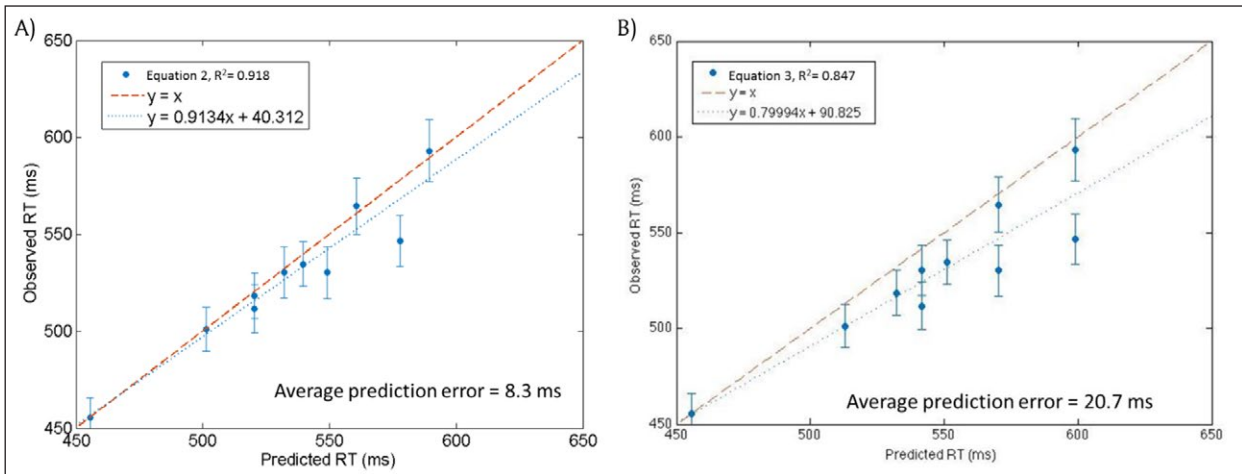 A)
650
600
550
500
450
Observed RT (ms)
Equation 2, R²= 0.918
y = x
y = 0.9134x + 40.312
Average prediction error = 8.3 ms
450 500 550 600 650
Predicted RT (ms)
B)
650
600
550
500
450
Observed RT (ms)
Equation 3, R²= 0.847
y = x
y = 0.79994x + 90.825
Average prediction error = 20.7 ms
450 500 550 600 650
Predicted RT (ms)